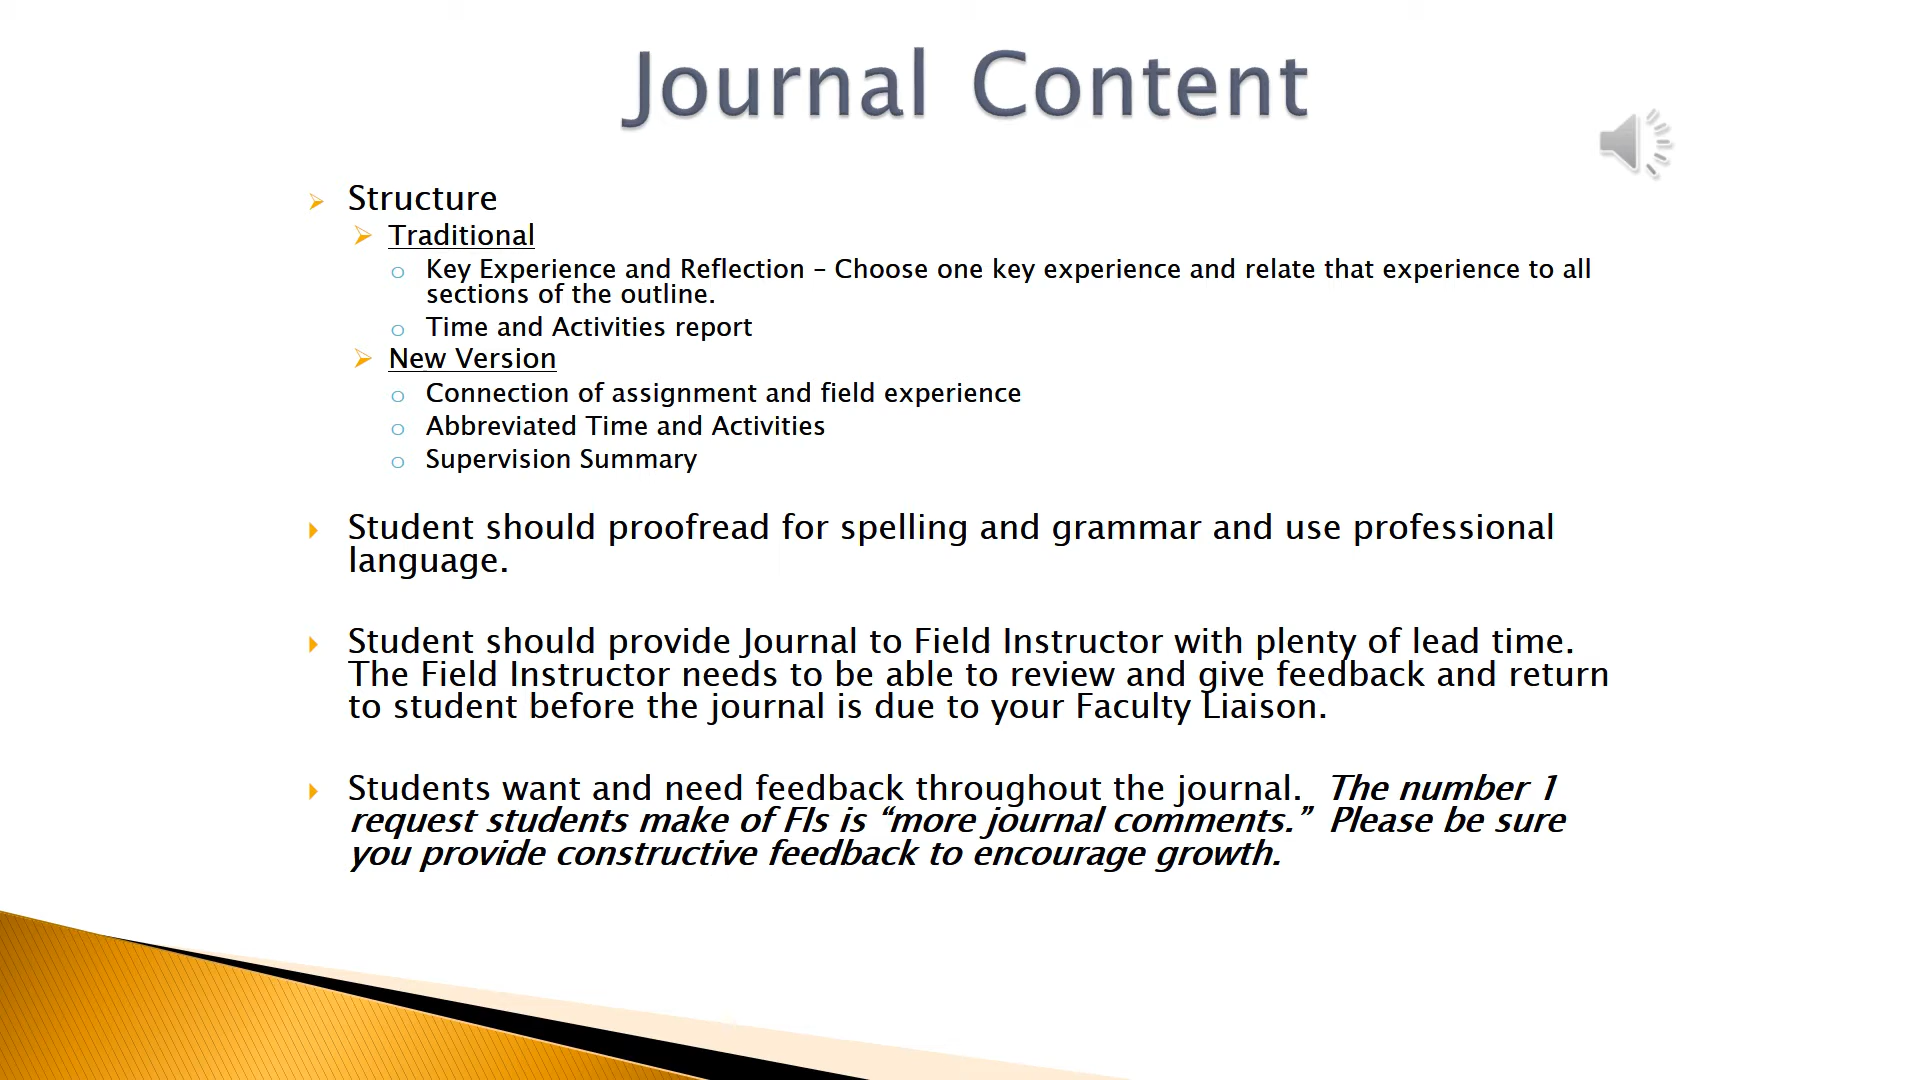 Journal Content
Structure
Traditional
Key Experience and Reflection – Choose one key experience and relate that experience to all
sections of the outline.
Time and Activities report
New Version
Connection of assignment and field experience
Abbreviated Time and Activities
Supervision Summary
Student should proofread for spelling and grammar and use professional
language.
Student should provide Journal to Field Instructor with plenty of lead time.
The Field Instructor needs to be able to review and give feedback and return
to student before the journal is due to your Faculty Liaison.
Students want and need feedback throughout the journal. The number 1
request students make of FIs is “more journal comments.” Please be sure
you provide constructive feedback to encourage growth.